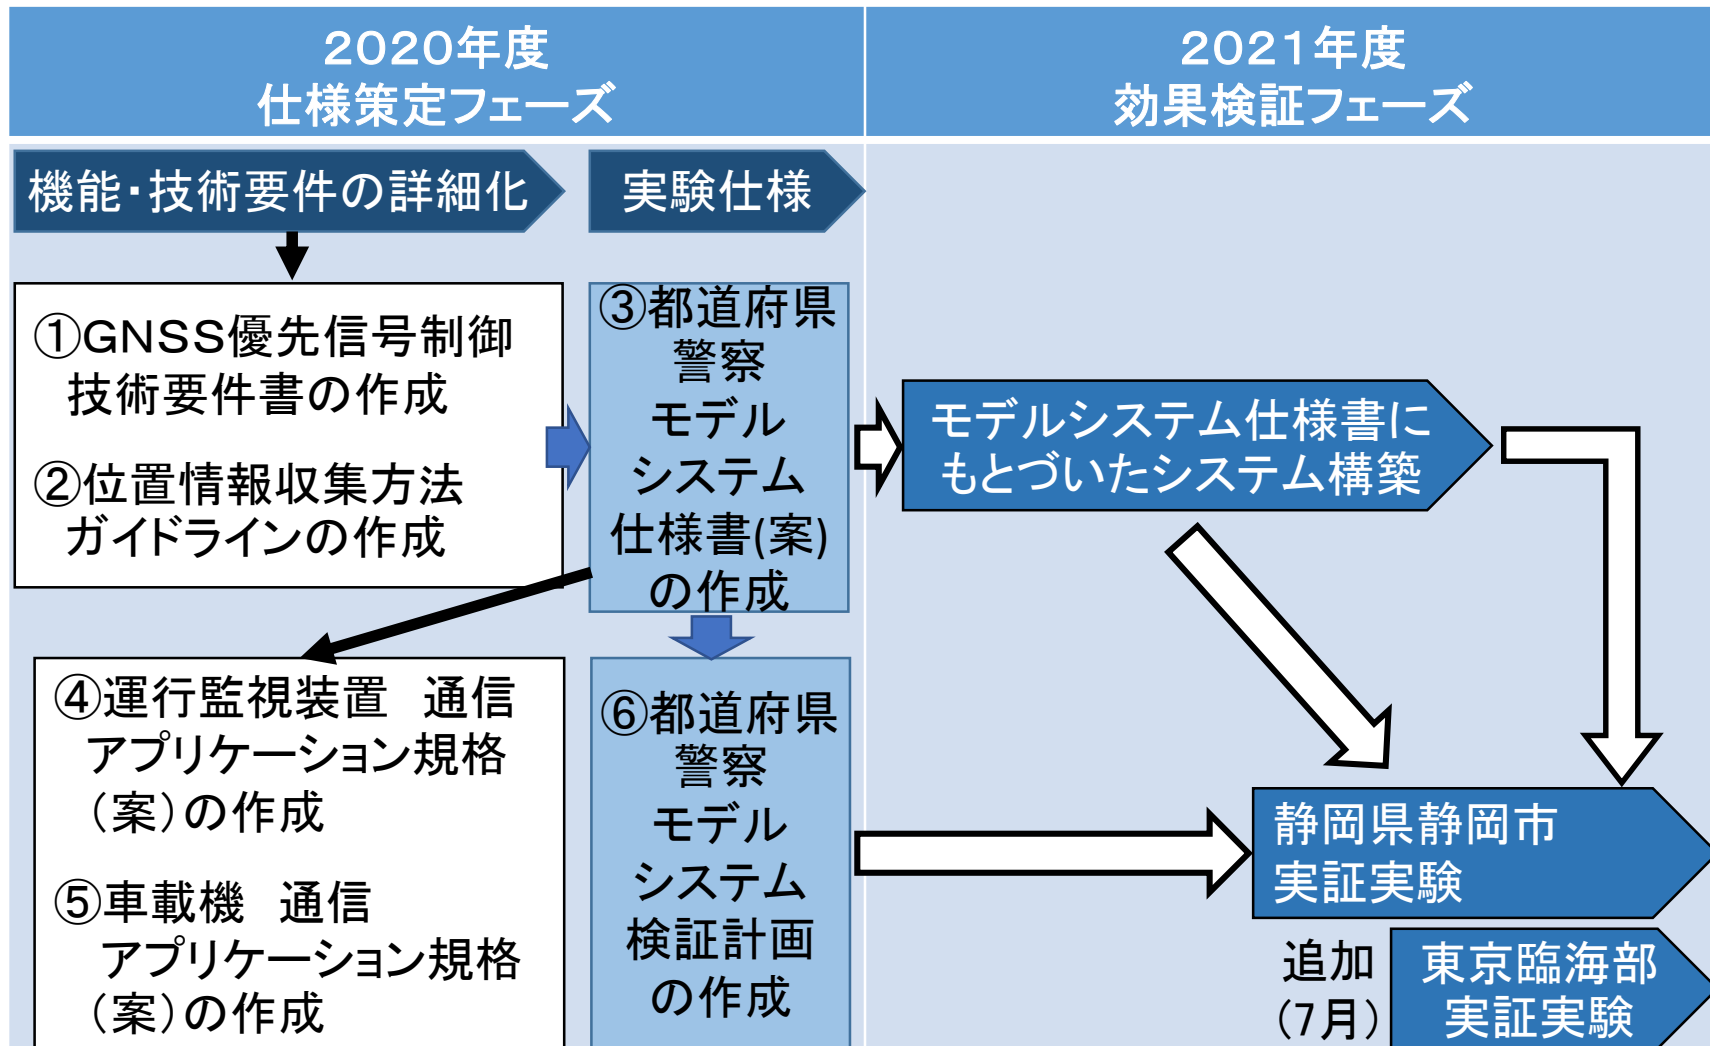 2020年度
仕様策定フェーズ
2021年度
効果検証フェーズ
機能・技術要件の詳細化
実験仕様
①GNSS優先信号制御
技術要件書の作成
②位置情報収集方法
ガイドラインの作成
③都道府県
警察
モデル
システム
仕様書(案)
の作成
モデルシステム仕様書に
もとづいたシステム構築
④運行監視装置　通信
アプリケーション規格
（案）の作成
⑤車載機　通信
アプリケーション規格
（案）の作成
⑥都道府県
警察
モデル
システム
検証計画
の作成
静岡県静岡市
実証実験
追加
（7月）
東京臨海部
実証実験